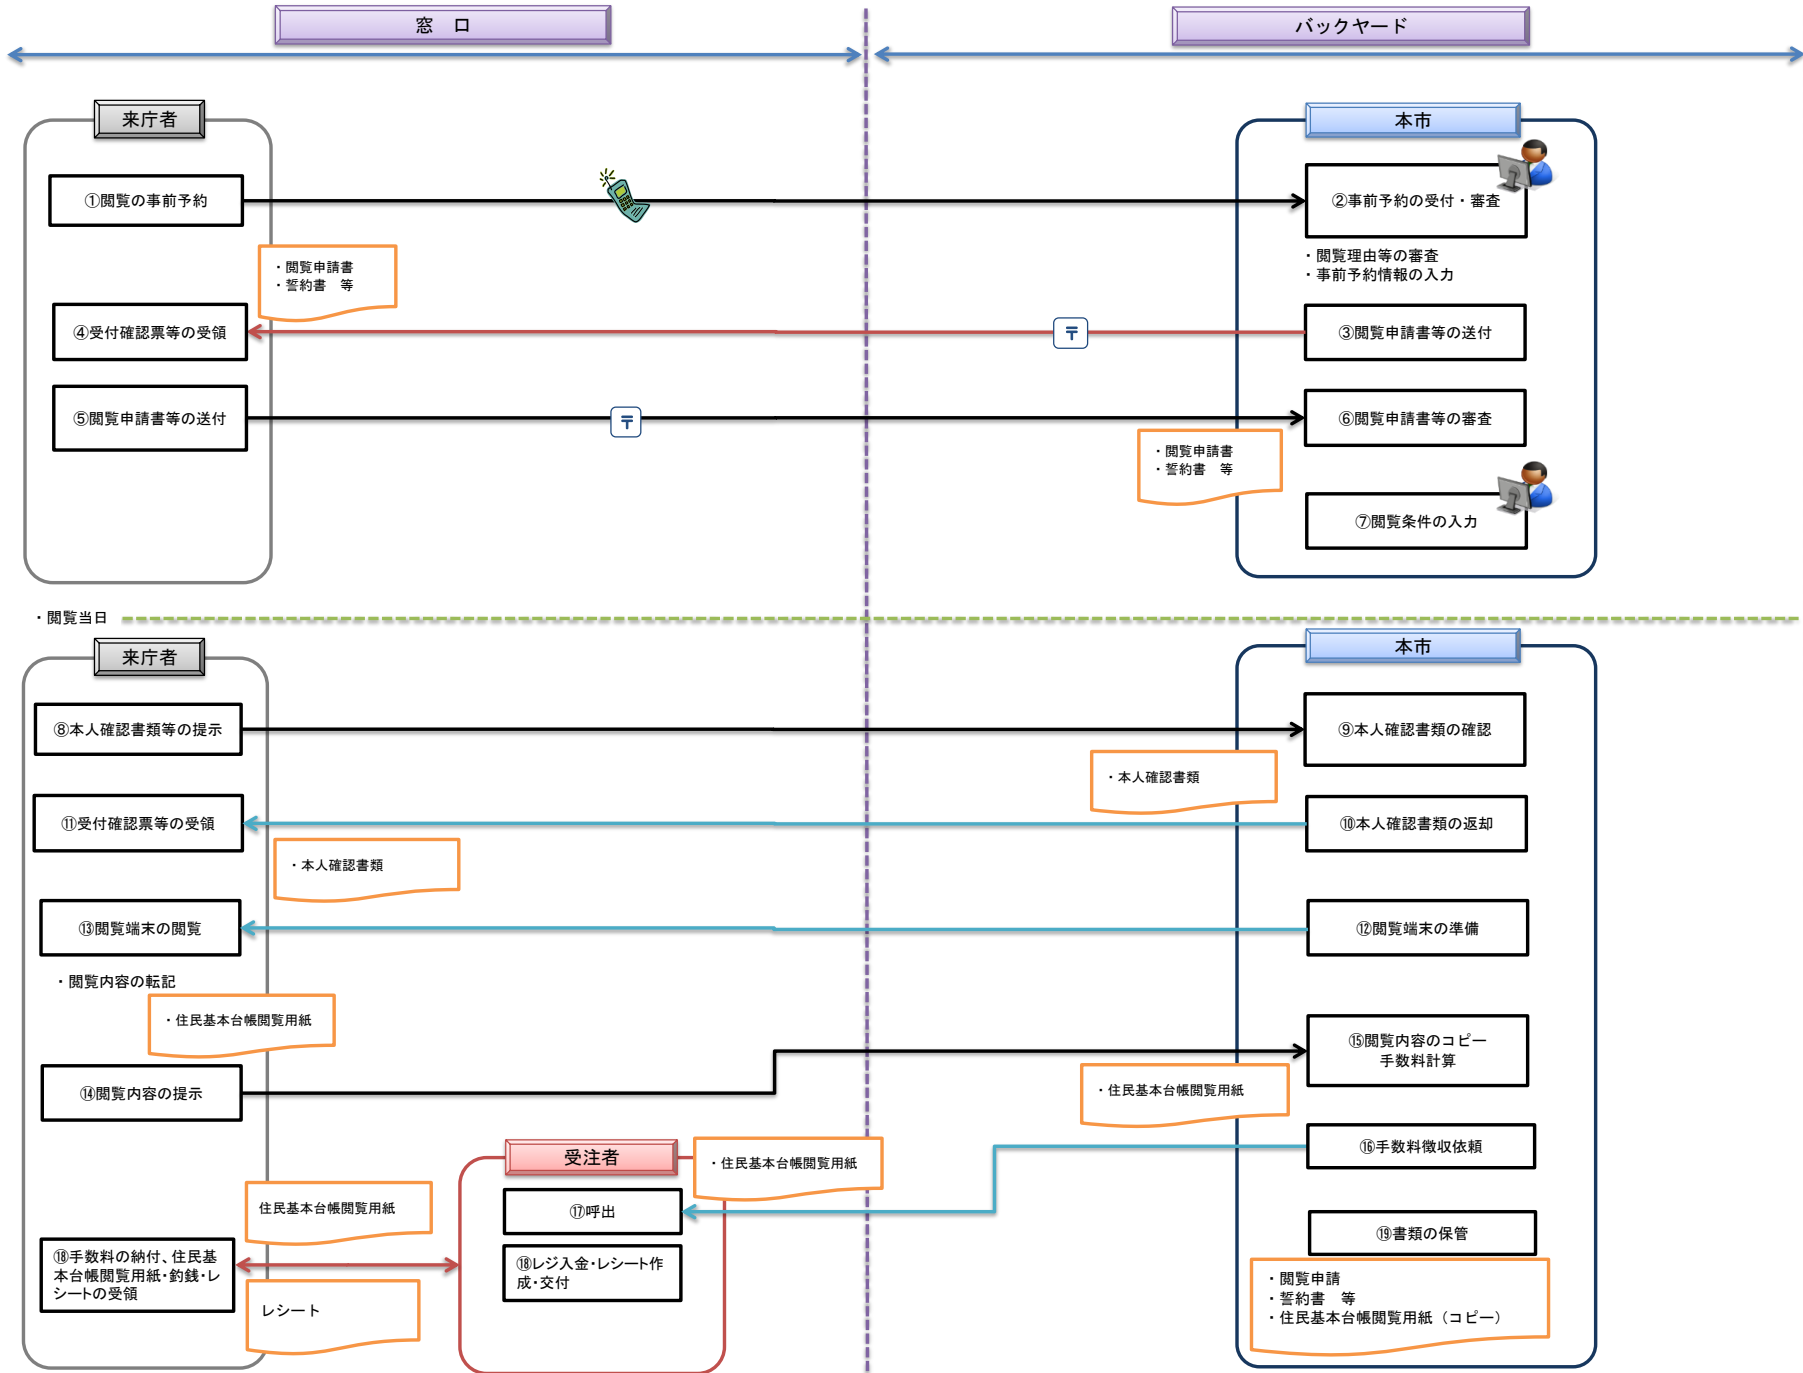 窓　口
バックヤード
来庁者
本市
①閲覧の事前予約
②事前予約の受付・審査
・閲覧理由等の審査
・事前予約情報の入力
・閲覧申請書
・誓約書　等
④受付確認票等の受領
〒
③閲覧申請書等の送付
⑤閲覧申請書等の送付
〒
⑥閲覧申請書等の審査
・閲覧申請書
・誓約書　等
⑦閲覧条件の入力
・閲覧当日
来庁者
本市
⑧本人確認書類等の提示
⑨本人確認書類の確認
・本人確認書類
⑪受付確認票等の受領
⑩本人確認書類の返却
・本人確認書類
⑬閲覧端末の閲覧
⑫閲覧端末の準備
・閲覧内容の転記
・住民基本台帳閲覧用紙
⑮閲覧内容のコピー
手数料計算
⑭閲覧内容の提示
・住民基本台帳閲覧用紙
受注者
・住民基本台帳閲覧用紙
⑯手数料徴収依頼
⑰呼出
住民基本台帳閲覧用紙
⑲書類の保管
⑱手数料の納付、住民基
本台帳閲覧用紙・釣銭・レ
シートの受領
⑱レジ入金・レシート作
成・交付
レシート
・閲覧申請
・誓約書　等
・住民基本台帳閲覧用紙（コピー）